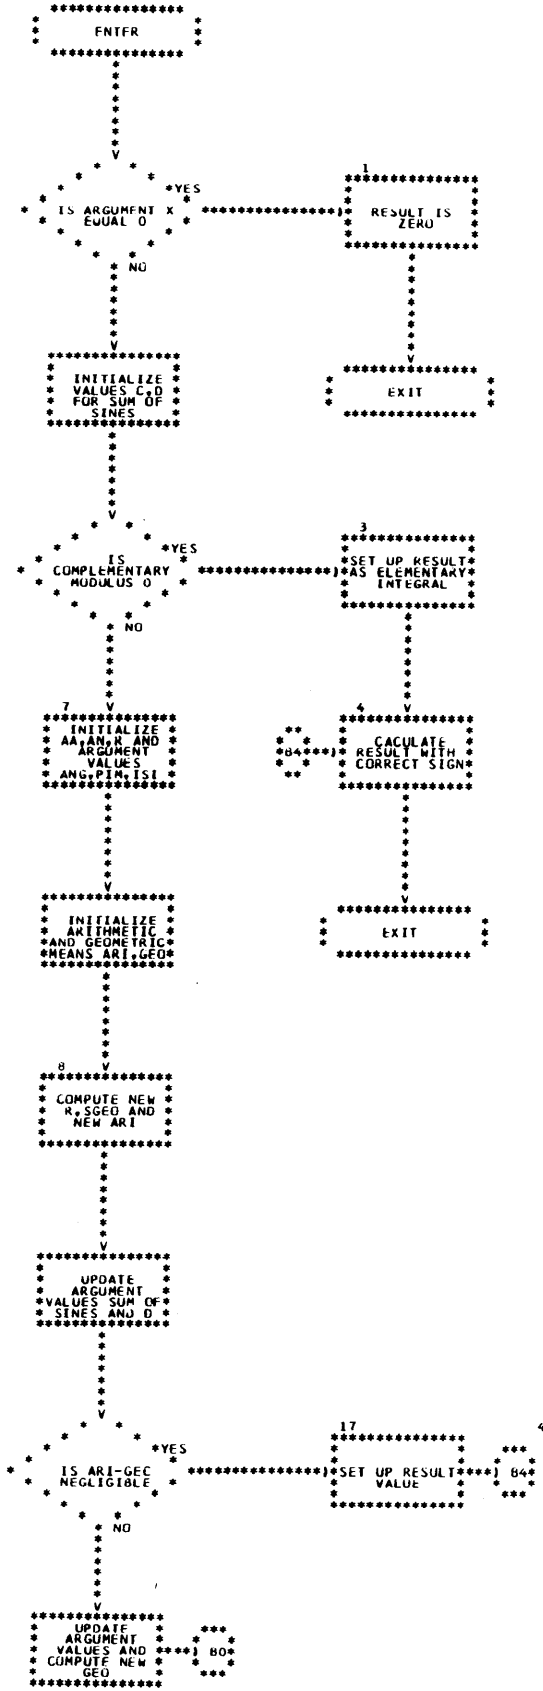 ENTER
YES
1
IS ARGUMENT X
EQUAL 0
RESULT IS
ZERO
NO
INITIALIZE
VALUES C,D
FOR SUM OF
SINES
EXIT
YES
3
IS
COMPLEMENTARY
MODULUS 0
SET UP RESULT
AS ELEMENTARY
INTEGRAL
NO
7
INITIALIZE
AA,AN,R AND
ARGUMENT
VALUES
ANG,PIM,ISI
4
B4
CACULATE
RESULT WITH
CORRECT SIGN
INITIALIZE
ARITHMETIC
AND GEOMETRIC
MEANS ARI,GEO
EXIT
8
COMPUTE NEW
R,SGEO AND
NEW ARI
UPDATE
ARGUMENT
VALUES SUM OF
SINES AND D
YES
17
4
IS ARI-GEC
NEGLIGIBLE
SET UP RESULT
VALUE
B4
NO
UPDATE
ARGUMENT
VALUES AND
COMPUTE NEW
GEO
B0